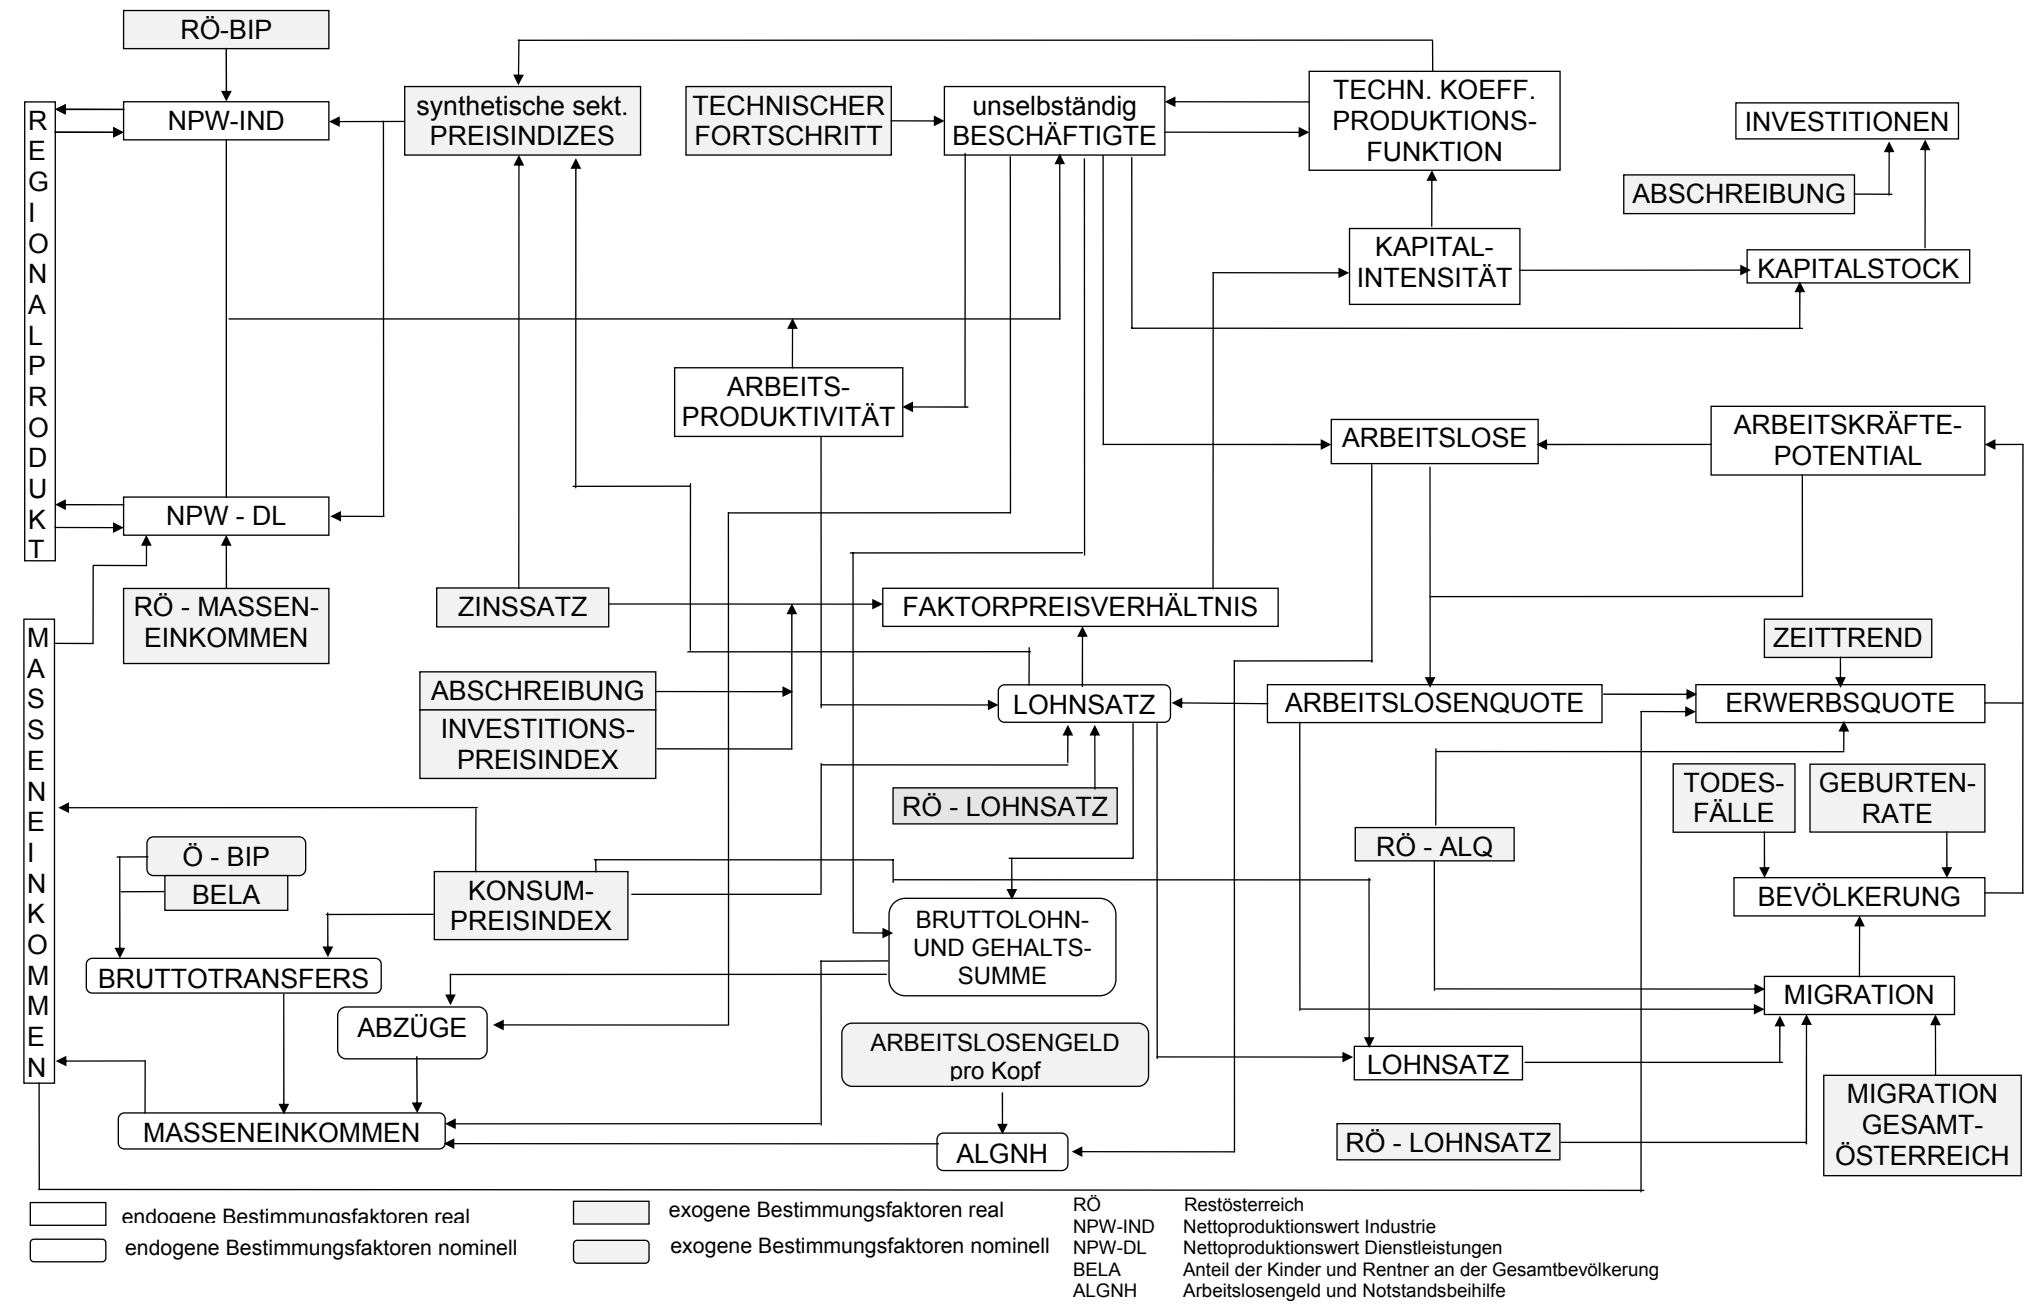 RÖ-BIP
REGIONALPRODUKT
NPW-IND
synthetische sekt.
PREISINDIZES
TECHNISCHER
FORTSCHRITT
unselbständig
BESCHÄFTIGTE
TECHN. KOEFF.
PRODUKTIONS-
FUNKTION
INVESTITIONEN
ABSCHREIBUNG
KAPITAL-
INTENSITÄT
KAPITALSTOCK
ARBEITS-
PRODUKTIVITÄT
ARBEITSLOSE
ARBEITSKRÄFTE-
POTENTIAL
NPW - DL
RÖ - MASSEN-
EINKOMMEN
ZINSSATZ
FAKTORPREISVERHÄLTNIS
ZEITTREND
MASSENEINKOMMEN
ABSCHREIBUNG
INVESTITIONS-
PREISINDEX
LOHNSATZ
ARBEITSLOSENQUOTE
ERWERBSQUOTE
RÖ - LOHNSATZ
TODES-
FÄLLE
GEBURTEN-
RATE
RÖ - ALQ
Ö - BIP
BELA
KONSUM-
PREISINDEX
BEVÖLKERUNG
BRUTTOLOHN-
UND GEHALTS-
SUMME
BRUTTOTRANSFERS
MIGRATION
ABZÜGE
ARBEITSLOSENGELD
pro Kopf
LOHNSATZ
MIGRATION
GESAMT-
ÖSTERREICH
MASSENEINKOMMEN
ALGNH
RÖ - LOHNSATZ
endogene Bestimmungsfaktoren real
endogene Bestimmungsfaktoren nominell
exogene Bestimmungsfaktoren real
exogene Bestimmungsfaktoren nominell
RÖ Restösterreich
NPW-IND Nettoproduktionswert Industrie
NPW-DL Nettoproduktionswert Dienstleistungen
BELA Anteil der Kinder und Rentner an der Gesamtbevölkerung
ALGNH Arbeitslosengeld und Notstandsbeihilfe